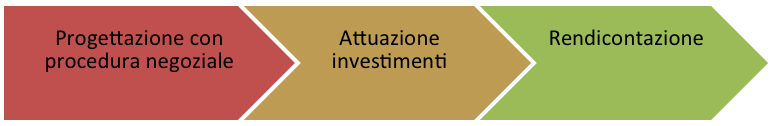 Progettazione con
procedura negoziale
Attuazione
investimenti
Rendicontazione